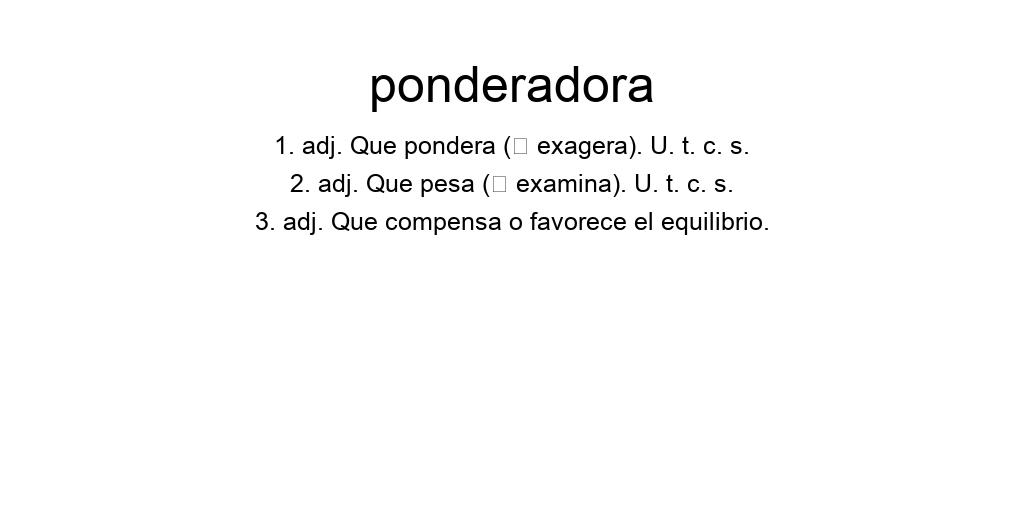 ponderadora
1. adj. Que pondera (□ exagera). U. t. c. s.
2. adj. Que pesa (□ examina). U. t. c. s.
3. adj. Que compensa o favorece el equilibrio.